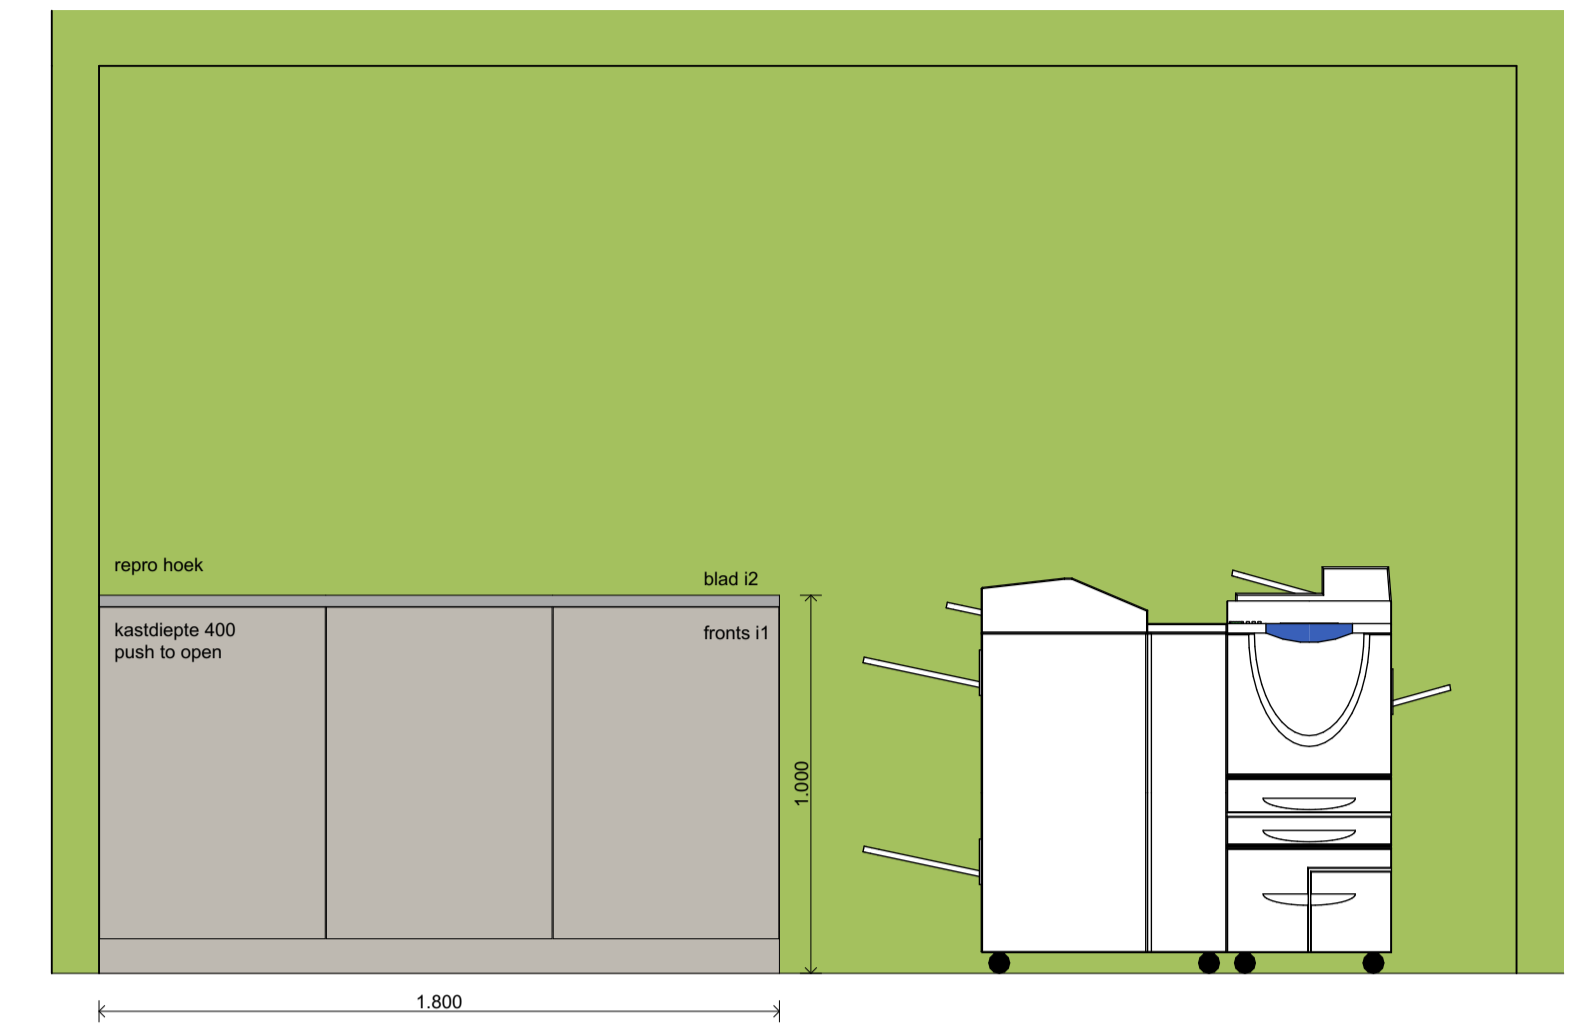 repro hoek
blad i2
kastdiepte 400
push to open
fronts i1
1.000
1.800